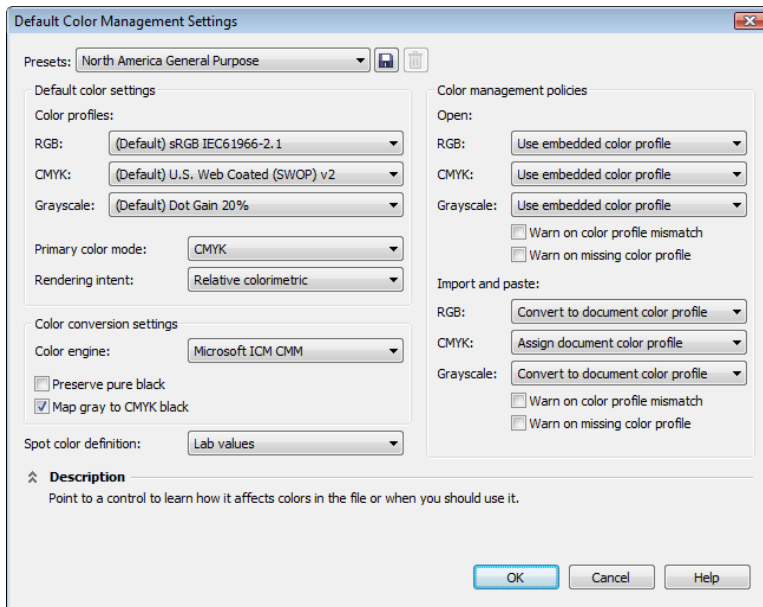 Default Color Management Settings
Presets: North America General Purpose
Default color settings
Color profiles:
RGB: (Default) sRGB IEC61966-2.1
CMYK: (Default) U.S. Web Coated (SWOP) v2
Grayscale: (Default) Dot Gain 20%
Primary color mode: CMYK
Rendering intent: Relative colorimetric
Color conversion settings
Color engine: Microsoft ICM CMM
Preserve pure black
Map gray to CMYK black
Spot color definition: Lab values
Color management policies
Open:
RGB: Use embedded color profile
CMYK: Use embedded color profile
Grayscale: Use embedded color profile
Warn on color profile mismatch
Warn on missing color profile
Import and paste:
RGB: Convert to document color profile
CMYK: Assign document color profile
Grayscale: Convert to document color profile
Warn on color profile mismatch
Warn on missing color profile
Description
Point to a control to learn how it affects colors in the file or when you should use it.
OK Cancel Help